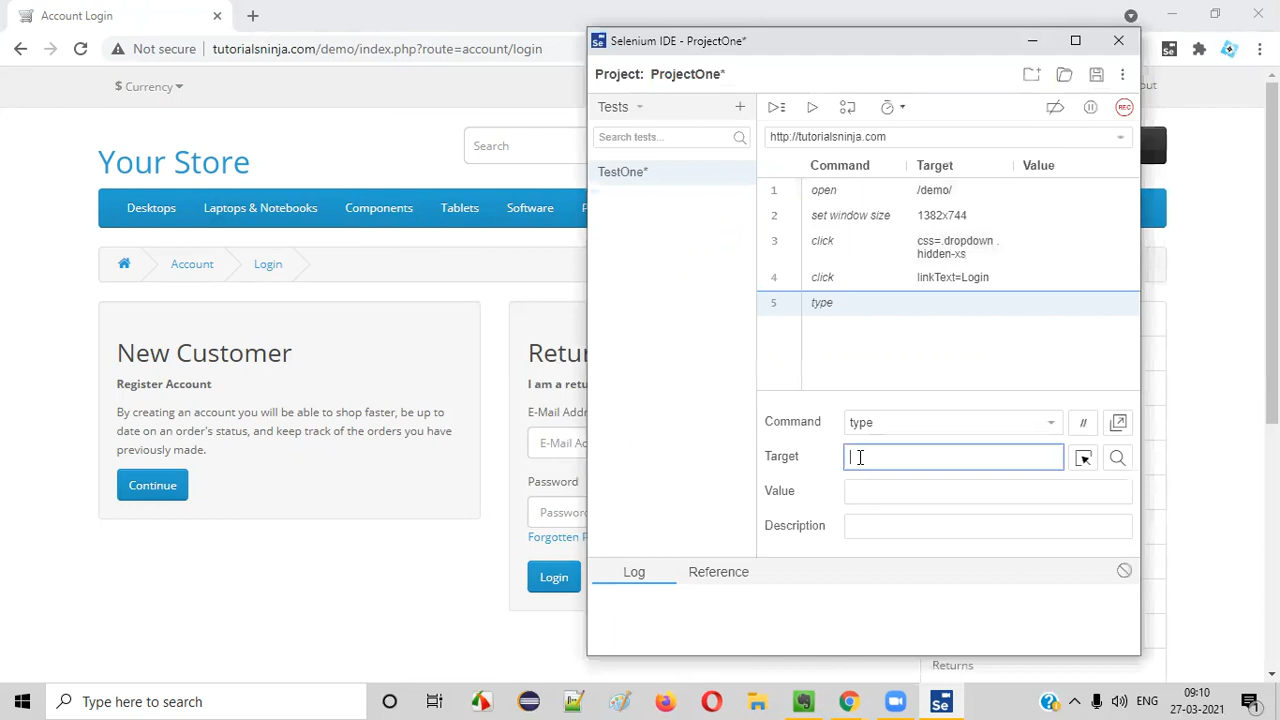 Account Login
Not secure
tutorialsninja.com/demo/index.php?route=account/login
$ Currency
Your Store
Search
Desktops
Laptops & Notebooks
Components
Tablets
Software
Account
Login
New Customer
Register Account
By creating an account you will be able to shop faster, be up to
date on an order's status, and keep track of the orders you have
previously made.
Continue
I am a retu
E-Mail Addre
E-Mail Add
Password
Password
Forgotten P
Login
Returns
Se
Selenium IDE - ProjectOne*
Project: ProjectOne*
Tests
Search tests...
TestOne*
REC
http://tutorialsninja.com
Command Target Value
1 open /demo/
2 set window size 1382x744
3 click css=.dropdown .
hidden-xs
4 click linkText=Login
5 type
Command type //
Target
Value
Description
Log
Reference
Type here to search
Se
ENG
09:10
27-03-2021